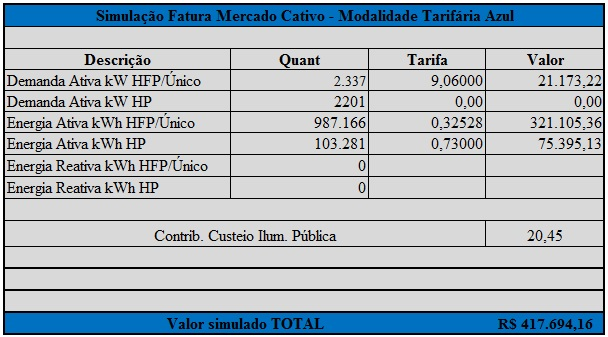 Simulação Fatura Mercado Cativo - Modalidade Tarifária Azul
Descrição Quant Tarifa Valor
Demanda Ativa kW HFP/Único 2.337 9,06000 21.173,22
Demanda Ativa kW HP 2201 0,00 0,00
Energia Ativa kWh HFP/Único 987.166 0,32528 321.105,36
Energia Ativa kWh HP 103.281 0,73000 75.395,13
Energia Reativa kWh HFP/Único 0
Energia Reativa kWh HP 0
Contrib. Custeio Ilum. Pública 20,45
Valor simulado TOTAL R$ 417.694,16